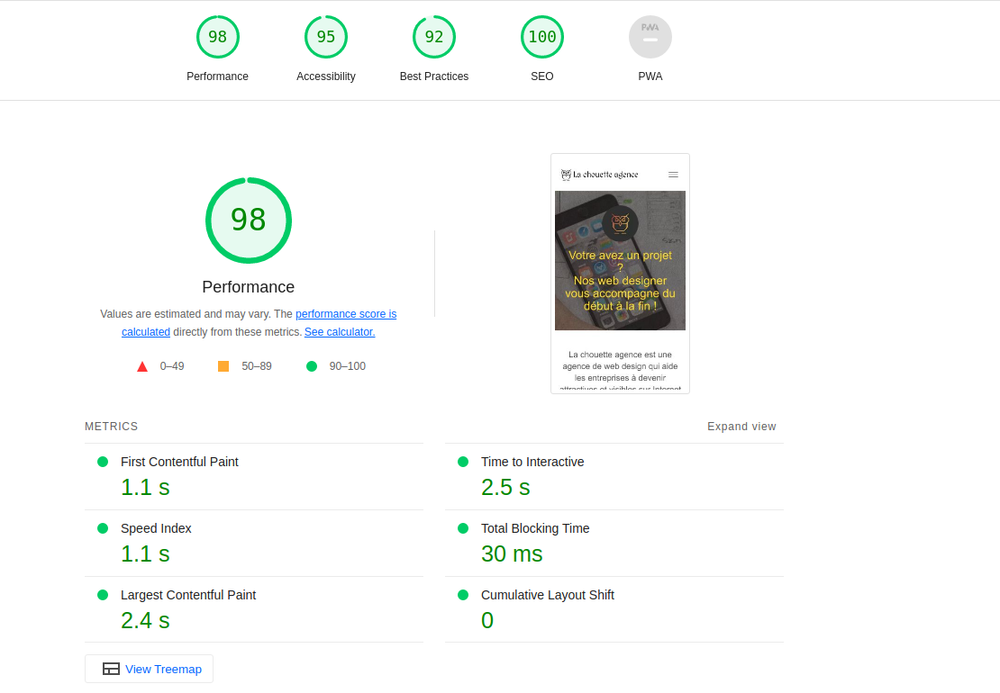 98
95
92
100
PWA
Performance
Accessibility
Best Practices
SEO
PWA
98
Performance
Values are estimated and may vary. The performance score is
calculated directly from these metrics. See calculator.
0–49
50–89
90–100
La chouette agence
Votre avez un projet
?
Nos web designer
vous accompagne du
début à la fin !
La chouette agence est une
agence de web design qui aide
les entreprises à devenir
attractives et visibles sur Internet
METRICS
Expand view
First Contentful Paint
1.1 s
Time to Interactive
2.5 s
Speed Index
1.1 s
Total Blocking Time
30 ms
Largest Contentful Paint
2.4 s
Cumulative Layout Shift
0
View Treemap